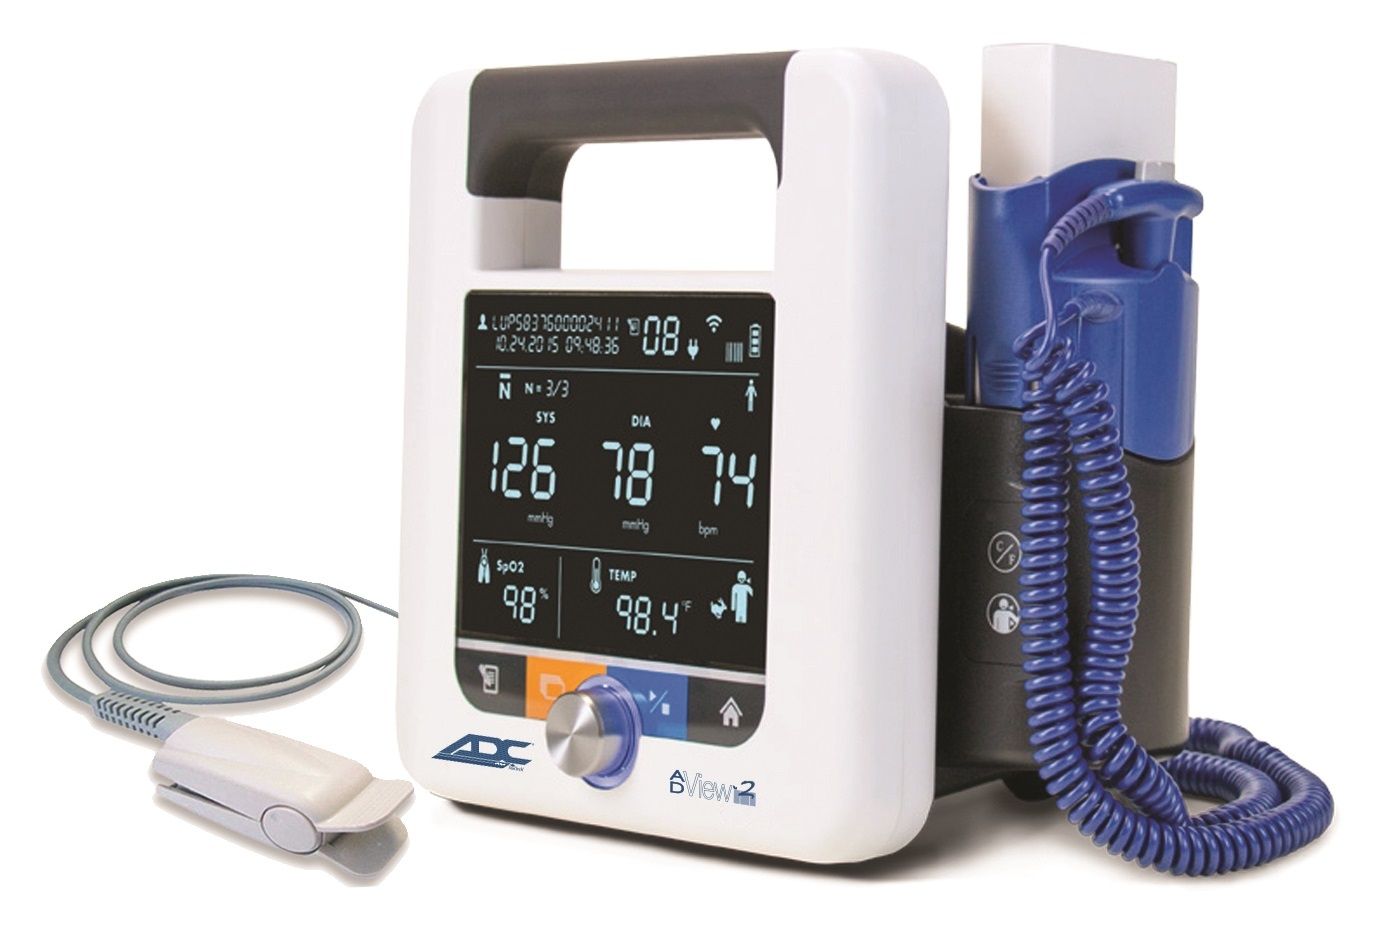 LUP58376000002411 08
10.24.2015 09:48:36
N N = 3/3
SYS DIA
126 78 74
mmHg mmHg bpm
SpO2 TEMP
98 % 98.4 °F
C/F
ADC
ADView 2